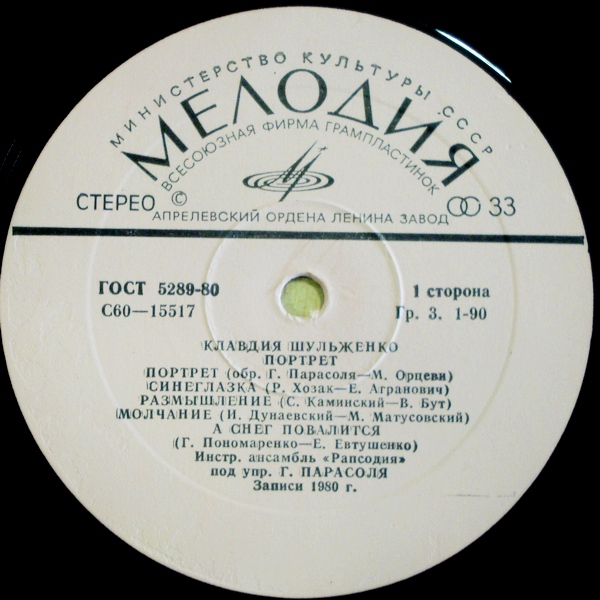 МИНИСТЕРСТВО КУЛЬТУРЫ СССР
МЕЛОДИЯ
ВСЕСОЮЗНАЯ ФИРМА ГРАМПЛАСТИНОК
СТЕРЕО © 33
АПРЕЛЕВСКИЙ ОРДЕНА ЛЕНИНА ЗАВОД
ГОСТ 5289-80 1 сторона
С60—15517 Гр. 3. 1-90
КЛАВДИЯ ШУЛЬЖЕНКО
ПОРТРЕТ
ПОРТРЕТ (обр. Г. Парасоля—М. Орцеви)
СИНЕГЛАЗКА (Р. Хозак—Е. Агранович)
РАЗМЫШЛЕНИЕ (С. Каминский—В. Бут)
МОЛЧАНИЕ (И. Дунаевский—М. Матусовский)
А СНЕГ ПОВАЛИТСЯ
(Г. Пономаренко—Е. Евтушенко)
Инстр. ансамбль «Рапсодия»
под упр. Г. ПАРАСОЛЯ
Записи 1980 г.